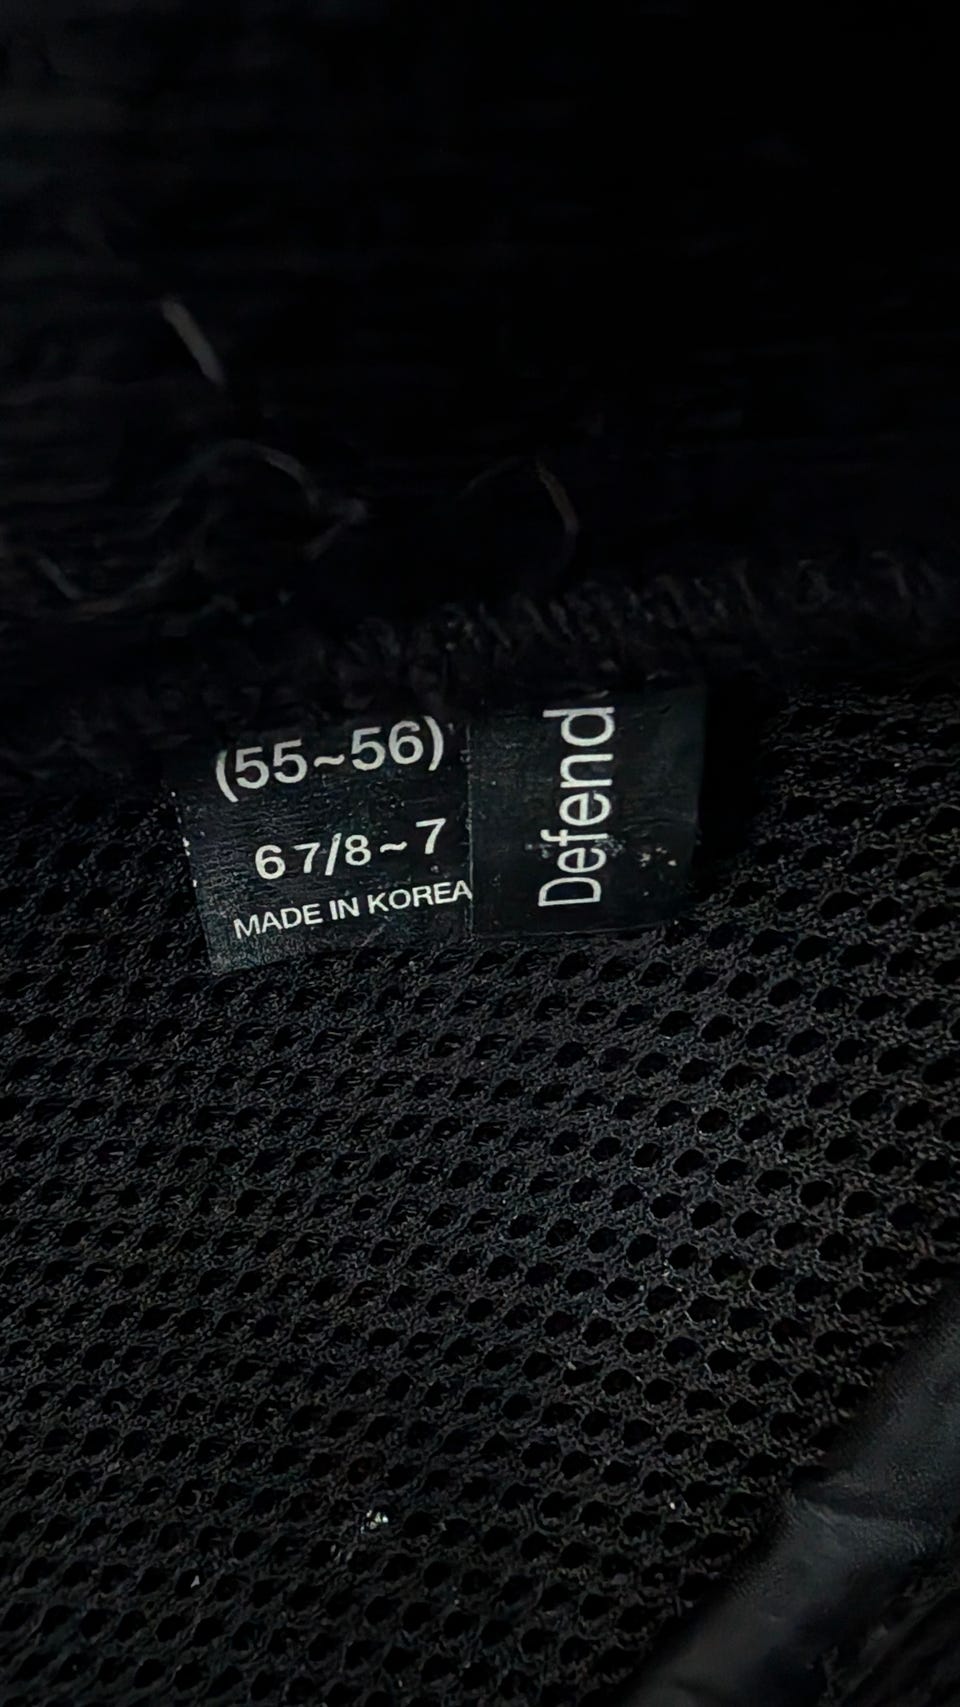 (55~56)
6 7/8~7
MADE IN KOREA
Defend